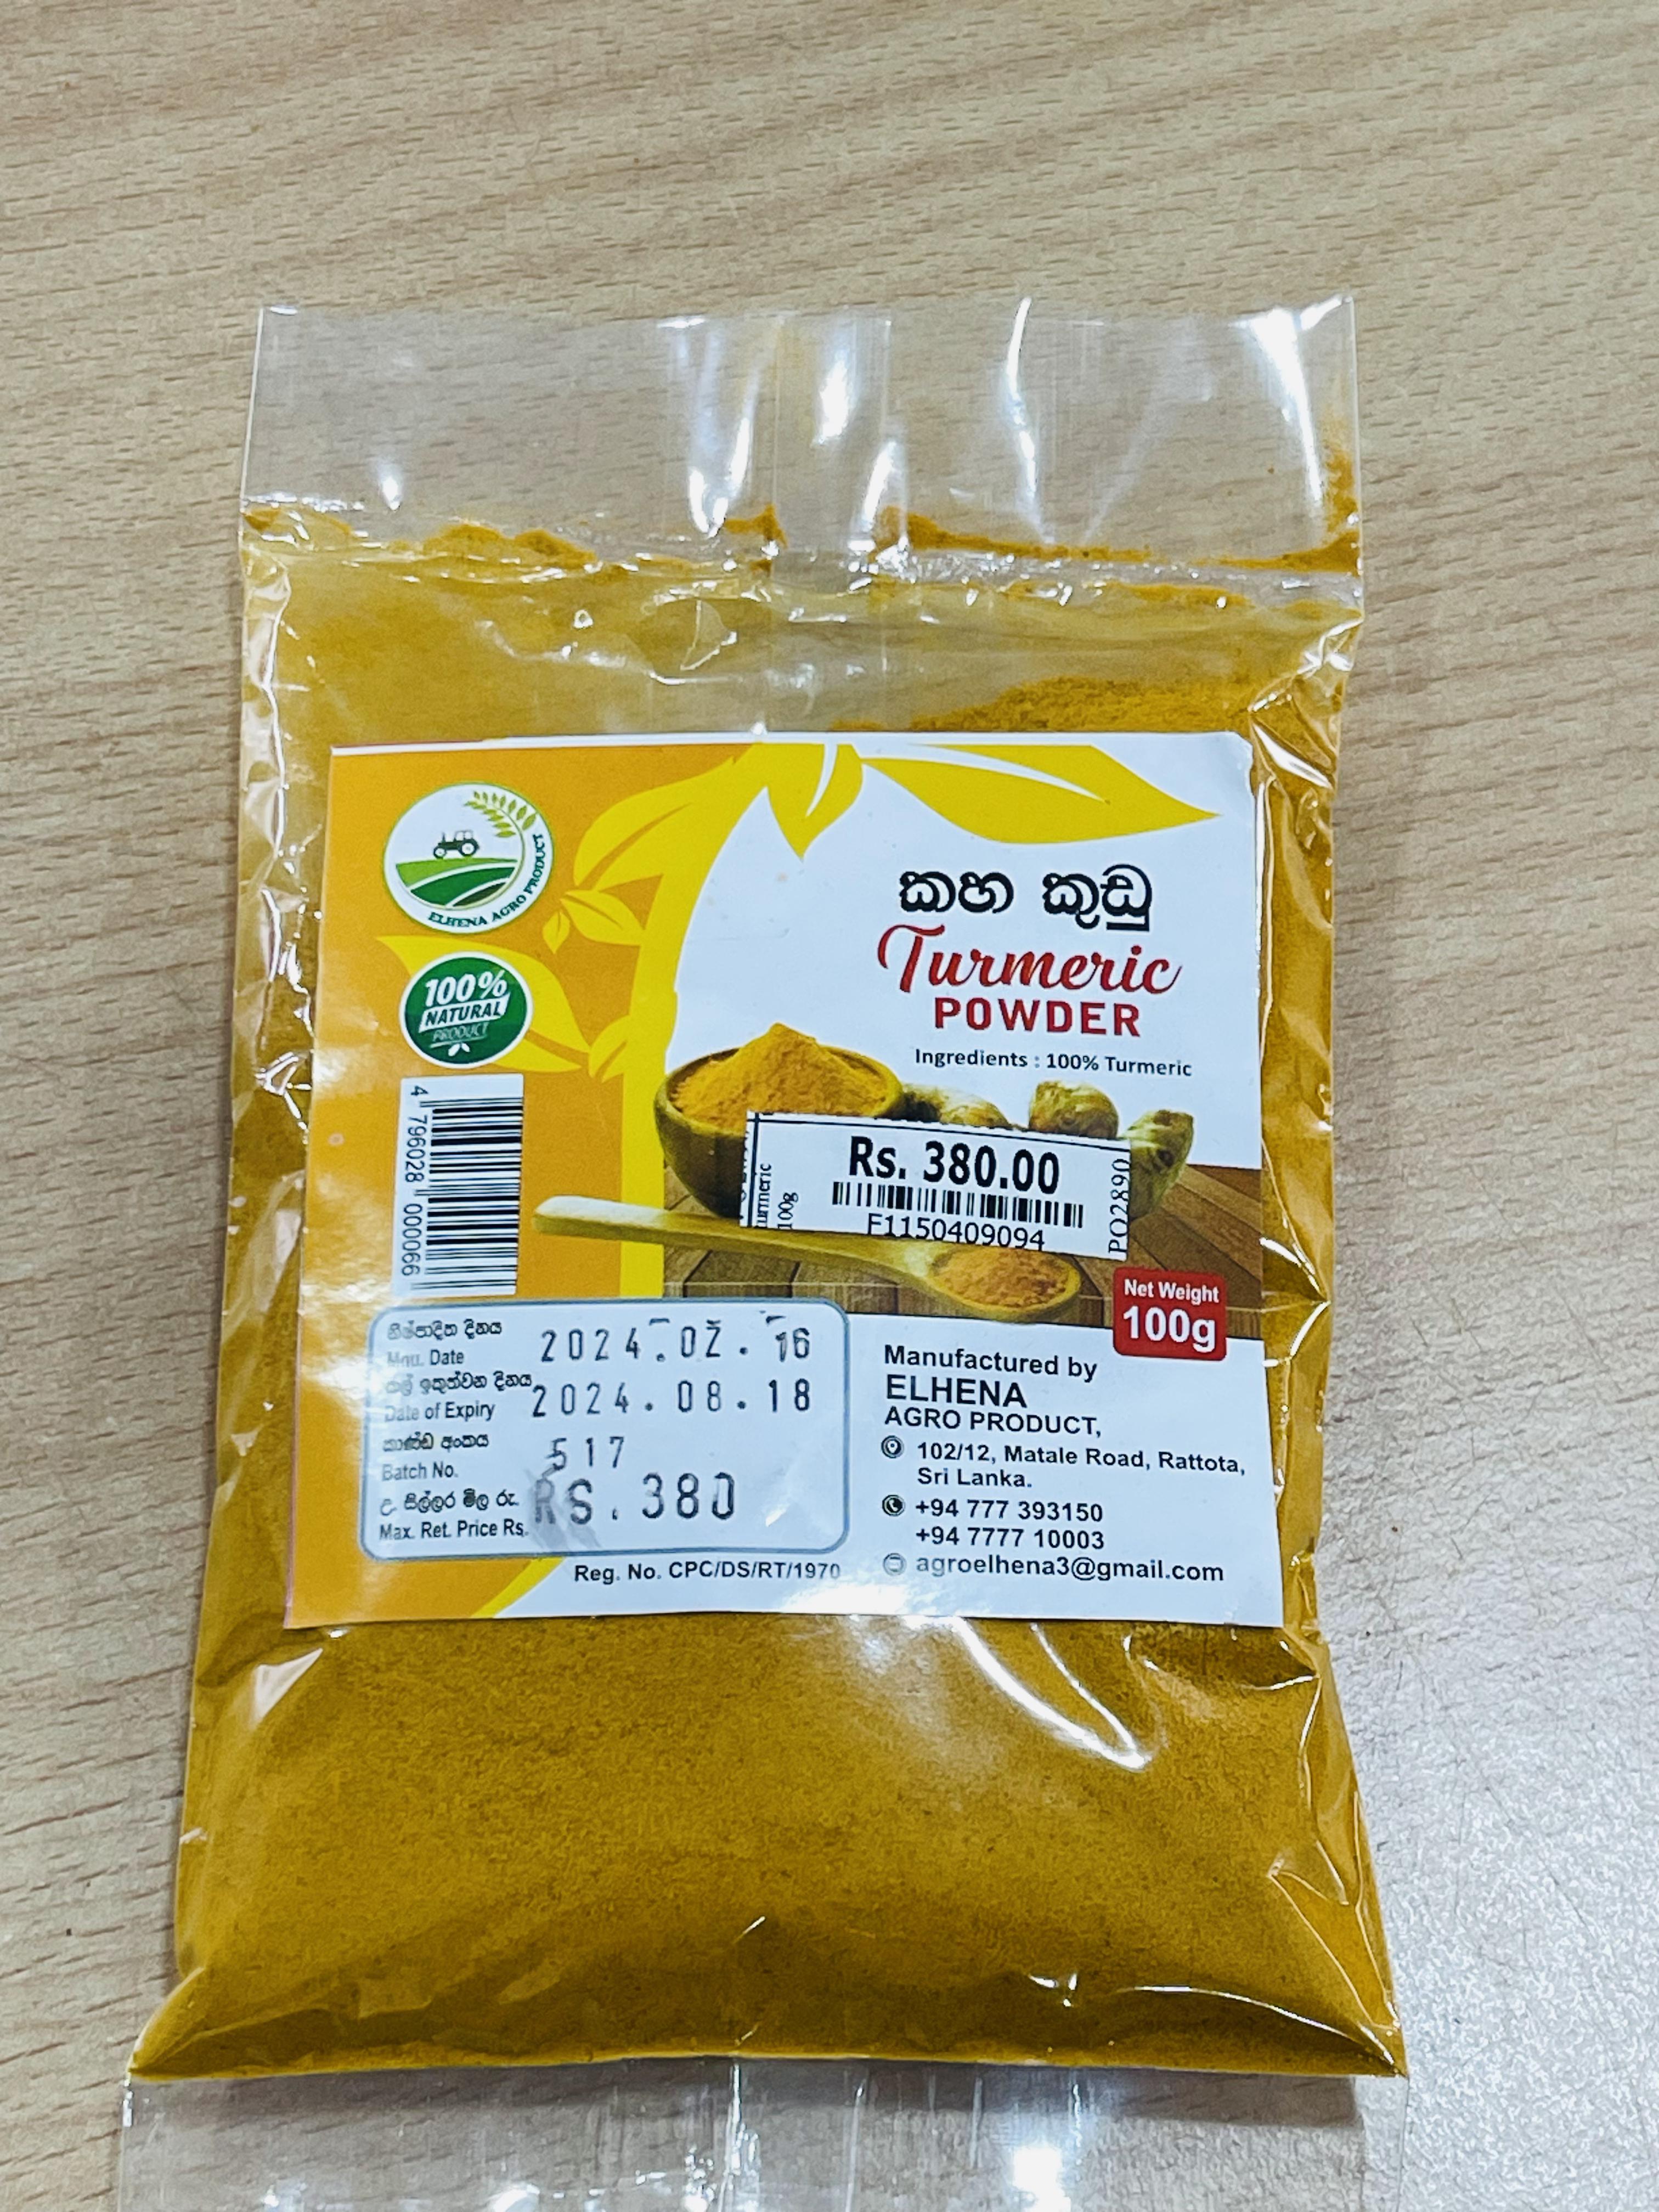 ELHENA AGRO PRODUCT
100%
NATURAL
PRODUCT
4 796028 000066
කහ කුඩු
Turmeric
POWDER
Ingredients : 100% Turmeric
Rs. 380.00
100g
F1150409094
PO2890
Net Weight
100g
නිෂ්පාදිත දිනය
Date 2024.02.16
ඉකුත්වන දිනය
Date of Expiry 2024.08.18
කාණ්ඩ අංකය
Batch No. 517
උ. සිල්ලර මිල රු.
Max. Ret. Price Rs. RS.380
Reg. No. CPC/DS/RT/1970
Manufactured by
ELHENA
AGRO PRODUCT,
102/12, Matale Road, Rattota,
Sri Lanka.
+94 777 393150
+94 7777 10003
agroelhena3@gmail.com